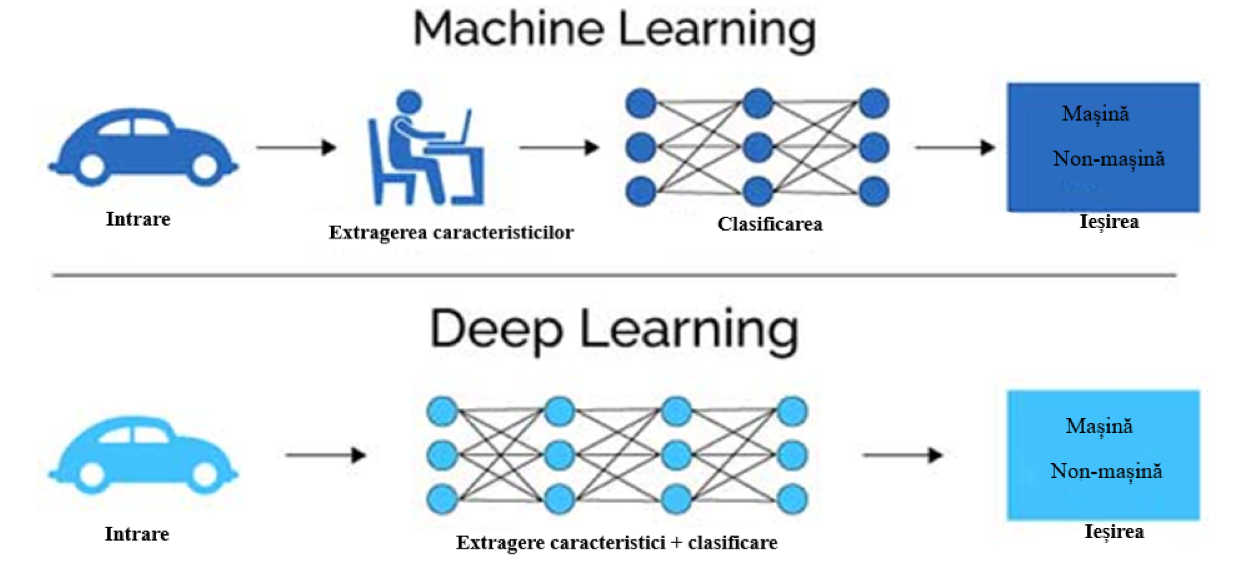 Machine Learning
Mașină
Non-mașină
Intrare
Extragerea caracteristicilor
Clasificarea
Ieșirea
Deep Learning
Mașină
Non-mașină
Intrare
Extragere caracteristici + clasificare
Ieșirea